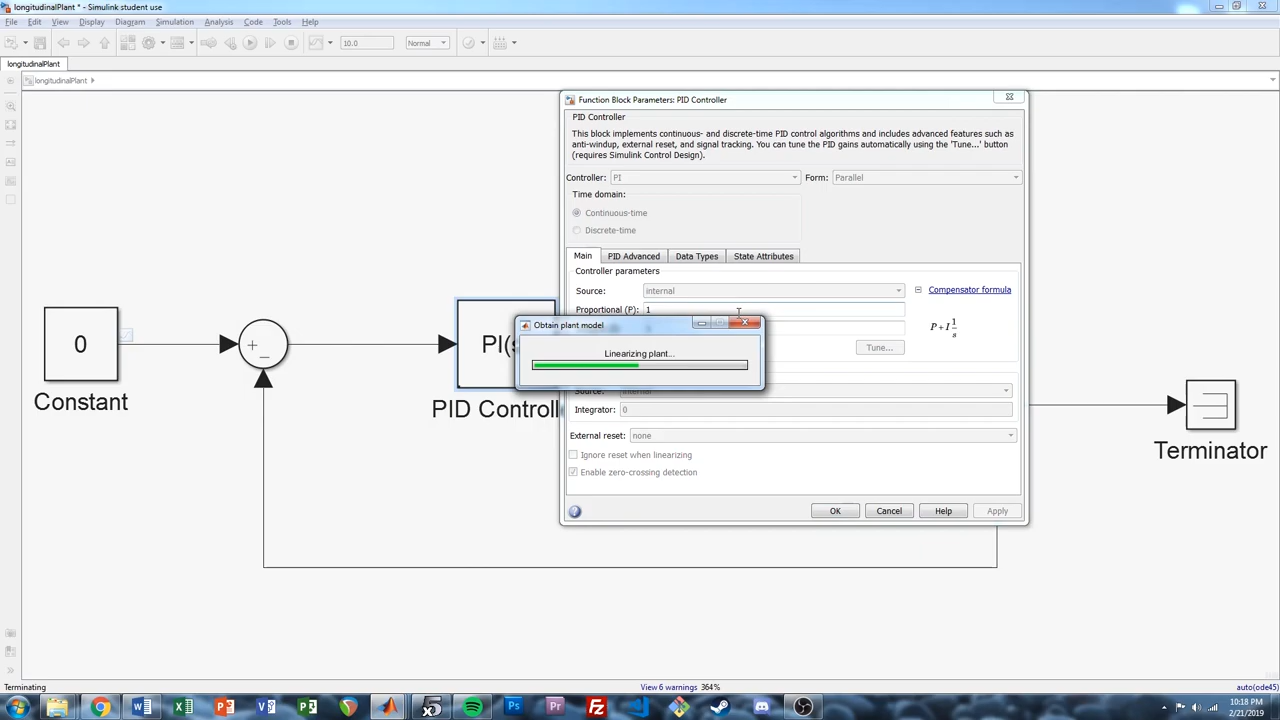 longitudinalPlant * - Simulink student use
File Edit View Display Diagram Simulation Analysis Code Tools Help
10.0 Normal
longitudinalPlant
longitudinalPlant
Function Block Parameters: PID Controller
PID Controller
This block implements continuous- and discrete-time PID control algorithms and includes advanced features such as
anti-windup, external reset, and signal tracking. You can tune the PID gains automatically using the 'Tune...' button
(requires Simulink Control Design).
Controller: PI Form: Parallel
Time domain:
Continuous-time
Discrete-time
Main PID Advanced Data Types State Attributes
Controller parameters
Source: internal Compensator formula
Proportional (P): 1
P + I 1/s
Obtain plant model
Linearizing plant...
Tune...
Source: internal
Integrator: 0
External reset: none
Ignore reset when linearizing
Enable zero-crossing detection
OK Cancel Help Apply
0
Constant
+
−
PI(s
PID Controll
Terminator
Terminating View 6 warnings 364% auto(ode45)
10:18 PM
2/21/2019